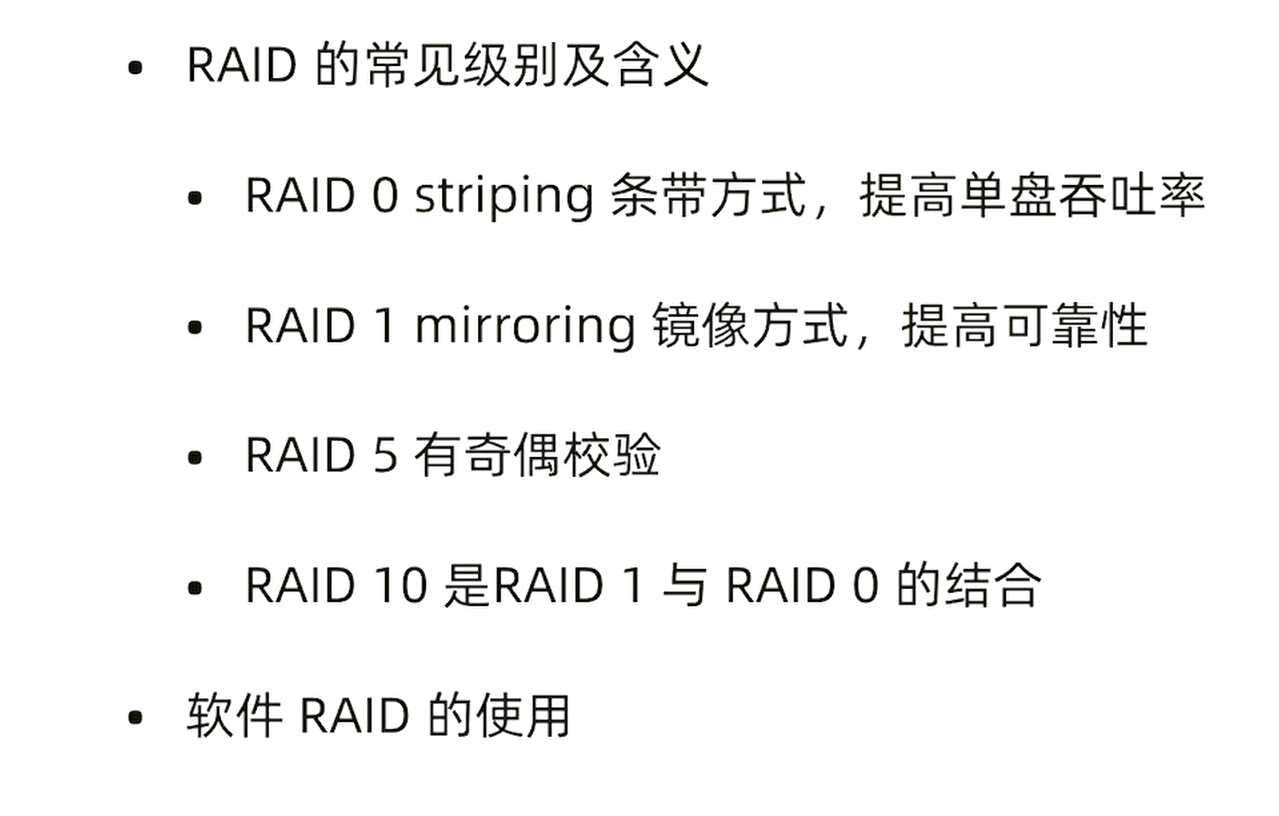 • RAID 的常见级别及含义
• RAID 0 striping 条带方式，提高单盘吞吐率
• RAID 1 mirroring 镜像方式，提高可靠性
• RAID 5 有奇偶校验
• RAID 10 是RAID 1 与 RAID 0 的结合
• 软件 RAID 的使用